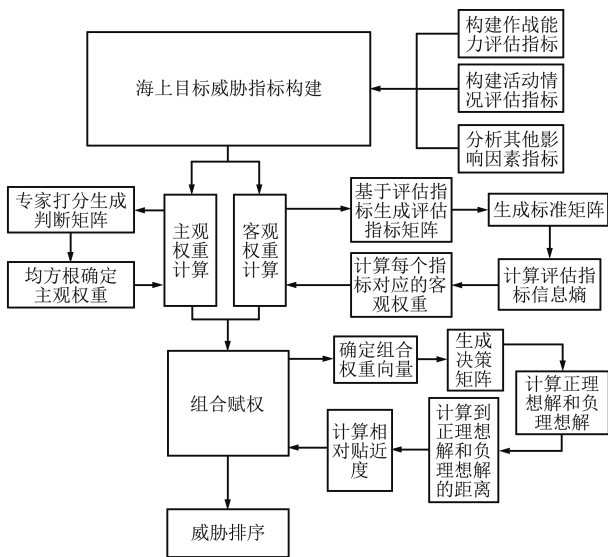 构建作战能
力评估指标
海上目标威胁指标构建
构建活动情
况评估指标
分析其他影
响因素指标
专家打分生成
判断矩阵
均方根确定
主观权重
主观
权重
计算
客观
权重
计算
基于评估指
标生成评估
指标矩阵
生成标准矩阵
计算每个指
标对应的客
观权重
计算评估指
标信息熵
组合赋权
确定组合
权重向量
生成
决策
矩阵
计算正理
想解和负
理想解
计算相
对贴近
度
计算到
正理想
解和负
理想解
的距离
威胁排序